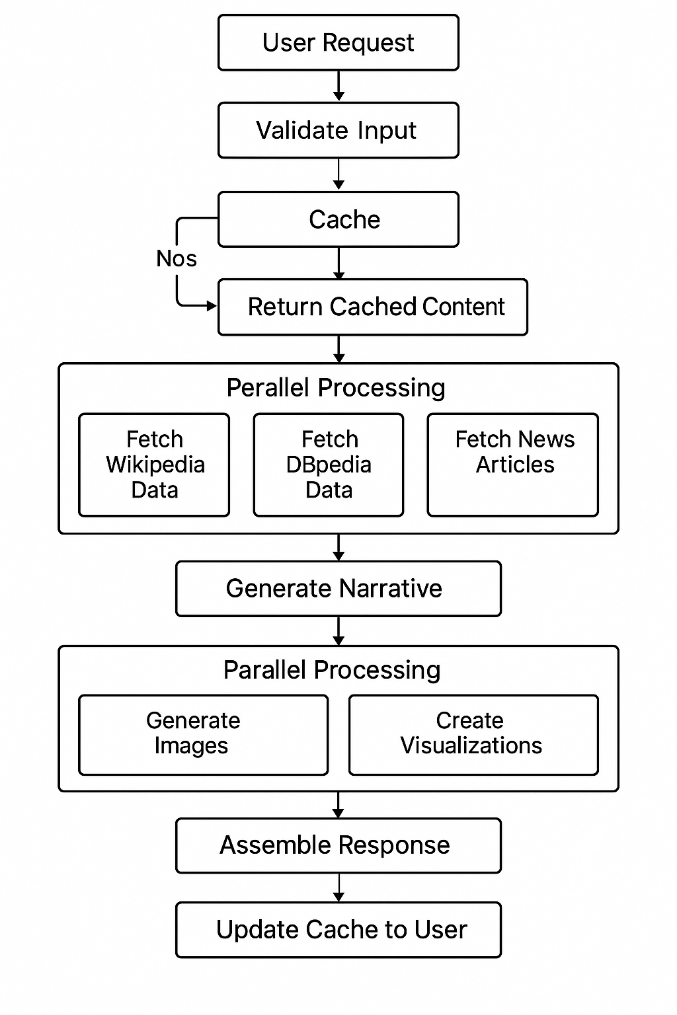 User Request
Validate Input
Cache
Nos
Return Cached Content
Perallel Processing
Fetch
Wikipedia
Data
Fetch
DBpedia
Data
Fetch News
Articles
Generate Narrative
Parallel Processing
Generate
Images
Create
Visualizations
Assemble Response
Update Cache to User